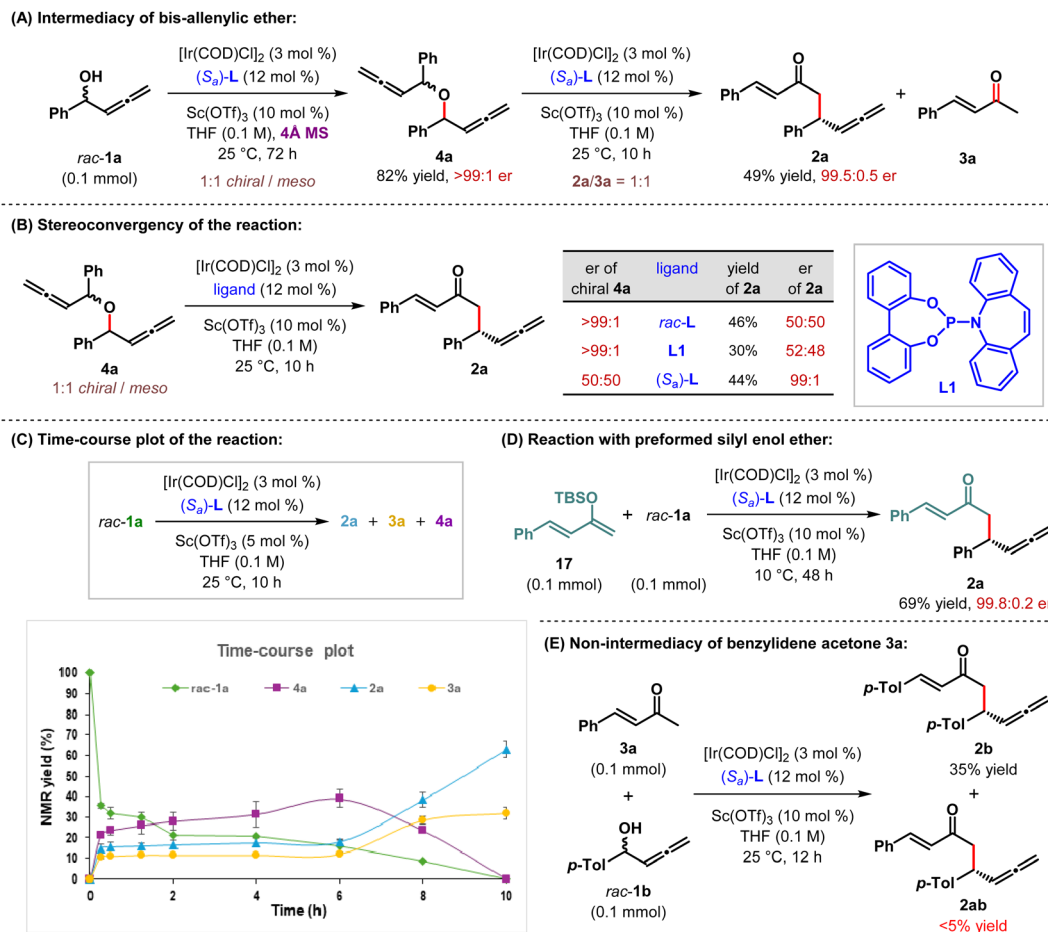 (A) Intermediacy of bis-allenylic ether:
OH
Ph
rac-1a
(0.1 mmol)
[Ir(COD)Cl]2 (3 mol %)
(Sa)-L (12 mol %)
Sc(OTf)3 (10 mol %)
THF (0.1 M), 4Å MS
25 °C, 72 h
1:1 chiral / meso
Ph
O
Ph
4a
82% yield, >99:1 er
[Ir(COD)Cl]2 (3 mol %)
(Sa)-L (12 mol %)
Sc(OTf)3 (10 mol %)
THF (0.1 M)
25 °C, 10 h
2a/3a = 1:1
O
Ph
Ph
2a
49% yield, 99.5:0.5 er
+
O
Ph
3a
(B) Stereoconvergency of the reaction:
Ph
O
Ph
4a
1:1 chiral / meso
[Ir(COD)Cl]2 (3 mol %)
ligand (12 mol %)
Sc(OTf)3 (10 mol %)
THF (0.1 M)
25 °C, 10 h
O
Ph
Ph
2a
er of chiral 4a ligand yield of 2a er of 2a
>99:1 rac-L 46% 50:50
>99:1 L1 30% 52:48
50:50 (Sa)-L 44% 99:1
O
P N
O
L1
(C) Time-course plot of the reaction:
rac-1a
[Ir(COD)Cl]2 (3 mol %)
(Sa)-L (12 mol %)
Sc(OTf)3 (5 mol %)
THF (0.1 M)
25 °C, 10 h
2a + 3a + 4a
Time-course plot
rac-1a 4a 2a 3a
NMR yield (%)
100
90
80
70
60
50
40
30
20
10
0
0 2 4 6 8 10
Time (h)
(D) Reaction with preformed silyl enol ether:
TBSO
Ph
17
(0.1 mmol)
+
rac-1a
(0.1 mmol)
[Ir(COD)Cl]2 (3 mol %)
(Sa)-L (12 mol %)
Sc(OTf)3 (10 mol %)
THF (0.1 M)
10 °C, 48 h
O
Ph
Ph
2a
69% yield, 99.8:0.2 er
(E) Non-intermediacy of benzylidene acetone 3a:
O
Ph
3a
(0.1 mmol)
+
OH
p-Tol
rac-1b
(0.1 mmol)
[Ir(COD)Cl]2 (3 mol %)
(Sa)-L (12 mol %)
Sc(OTf)3 (10 mol %)
THF (0.1 M)
25 °C, 12 h
O
p-Tol
p-Tol
2b
35% yield
+
O
Ph
p-Tol
2ab
<5% yield